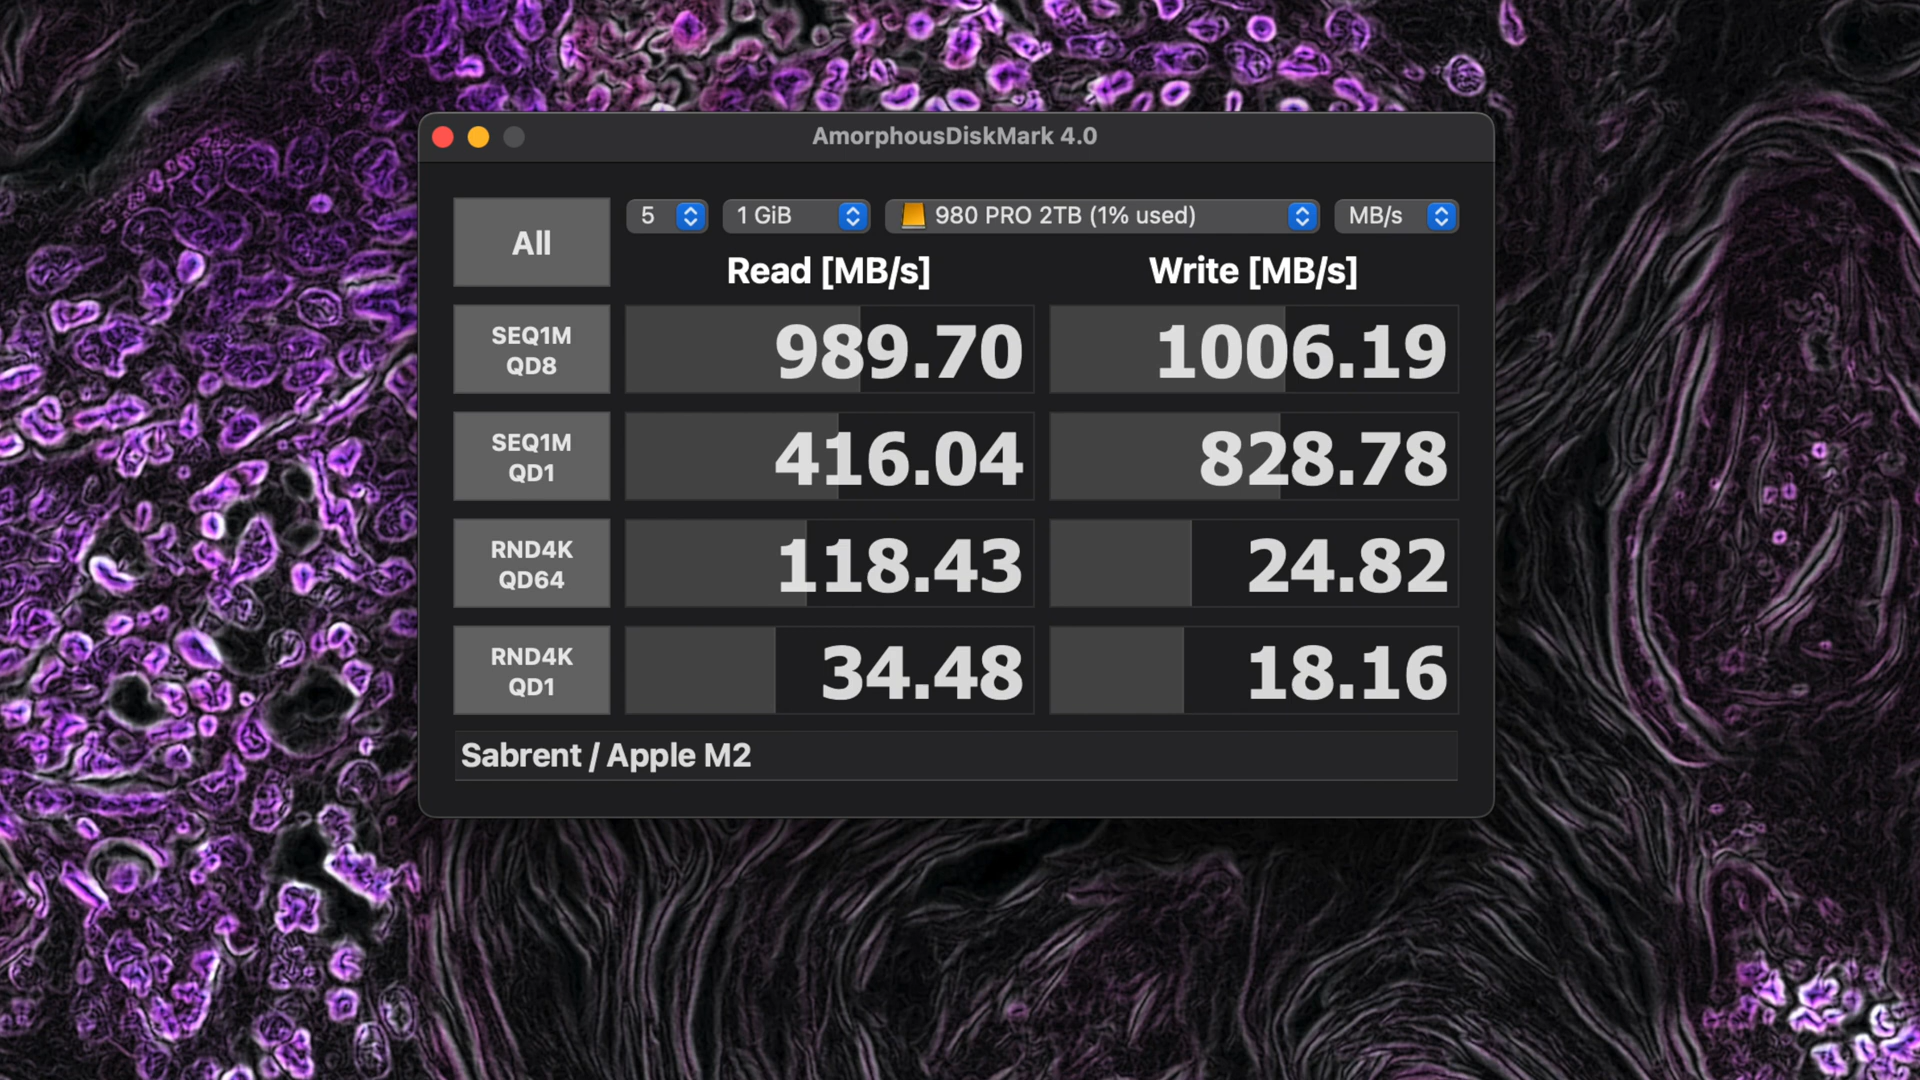 AmorphousDiskMark 4.0
All
5
1 GiB
980 PRO 2TB (1% used)
MB/s
Read [MB/s]
Write [MB/s]
SEQ1M
QD8
989.70
1006.19
SEQ1M
QD1
416.04
828.78
RND4K
QD64
118.43
24.82
RND4K
QD1
34.48
18.16
Sabrent / Apple M2